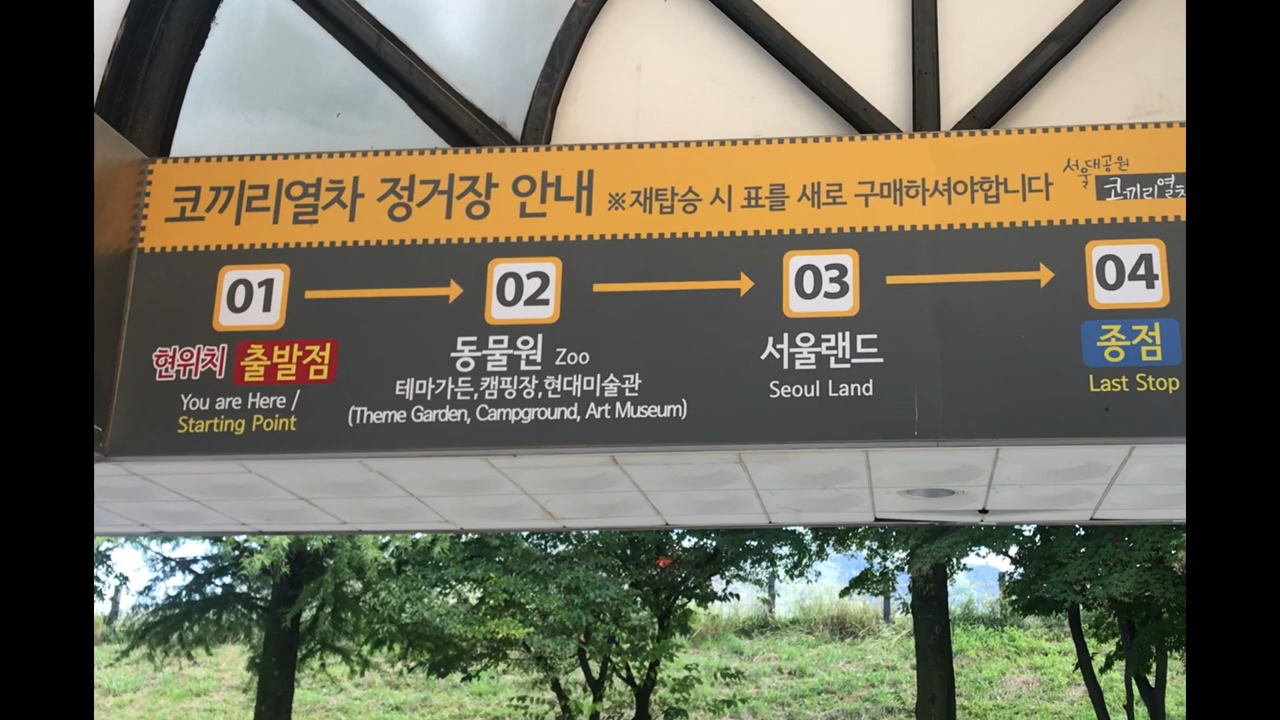 코끼리열차 정거장 안내 ※재탑승 시 표를 새로 구매하셔야합니다
서울대공원
코끼리열차
01
02
03
04
현위치 출발점
You are Here /
Starting Point
동물원 Zoo
테마가든,캠핑장,현대미술관
(Theme Garden, Campground, Art Museum)
서울랜드
Seoul Land
종점
Last Stop